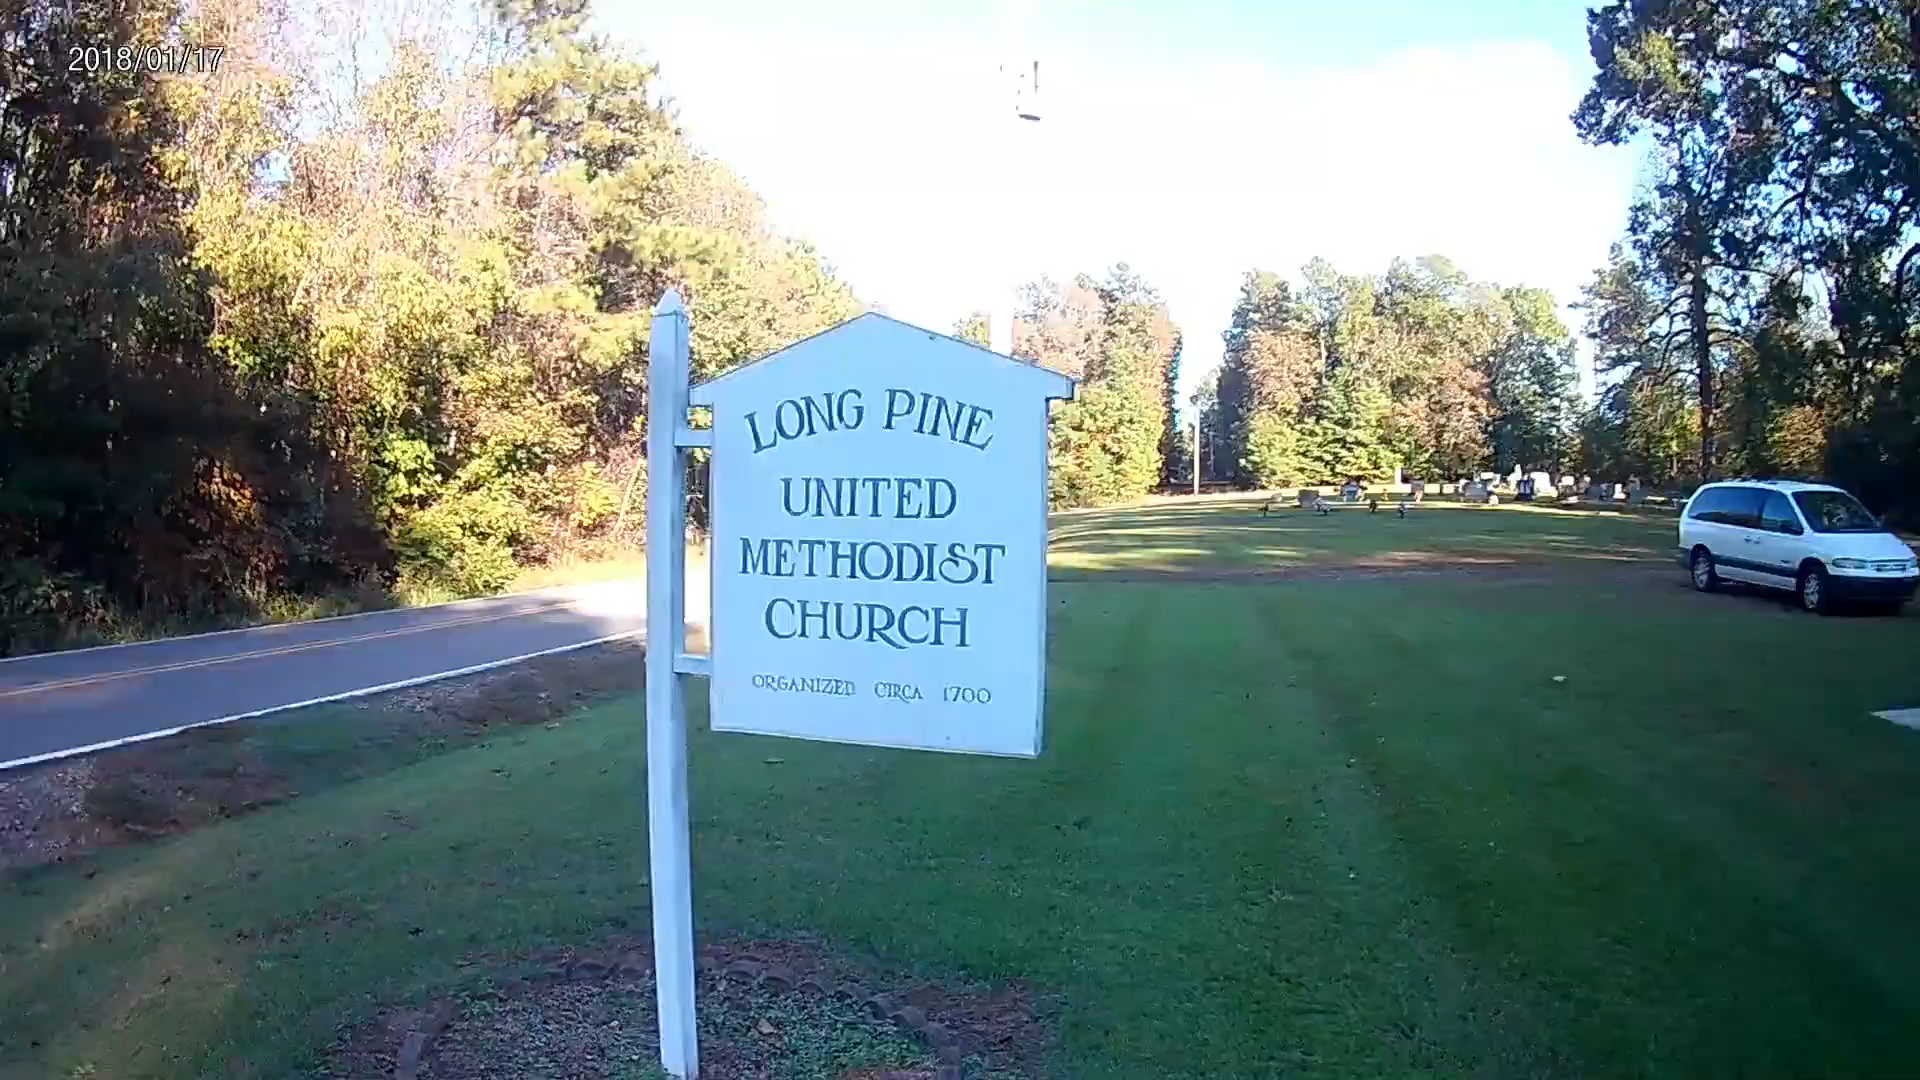 2018/01/17
LONG PINE
UNITED
METHODIST
CHURCH
ORGANIZED CIRCA 1700